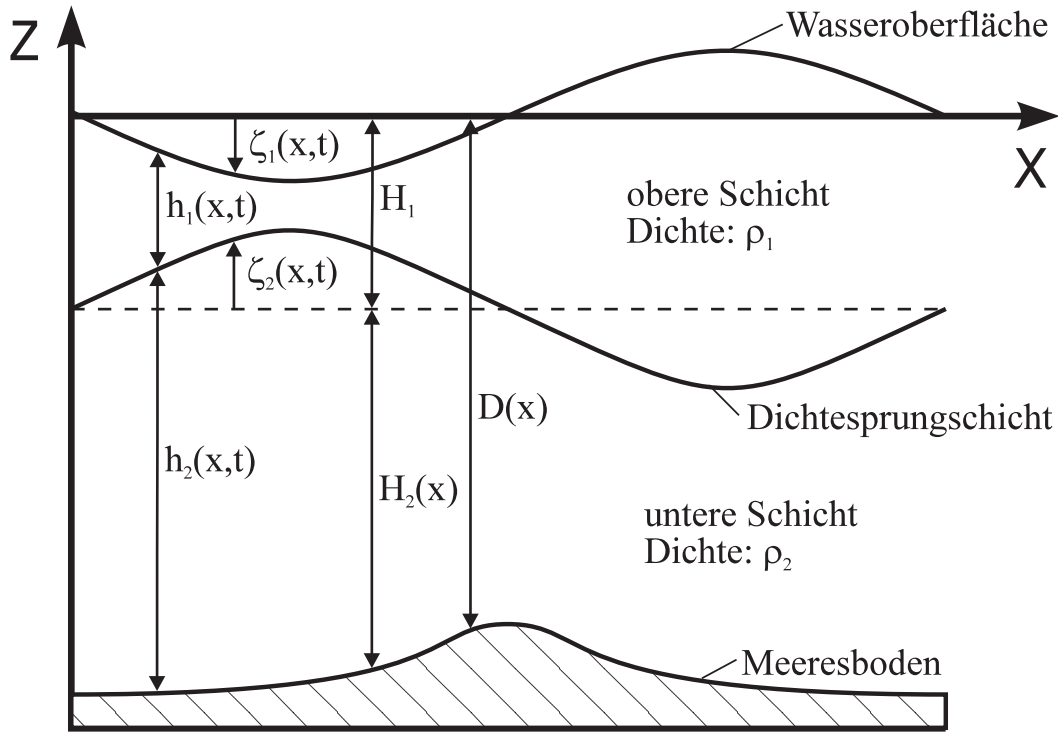 Z
Wasseroberfläche
ζ₁(x,t)
X
h₁(x,t)
H₁
obere Schicht
Dichte: ρ₁
ζ₂(x,t)
D(x)
Dichtesprungschicht
h₂(x,t)
H₂(x)
untere Schicht
Dichte: ρ₂
Meeresboden